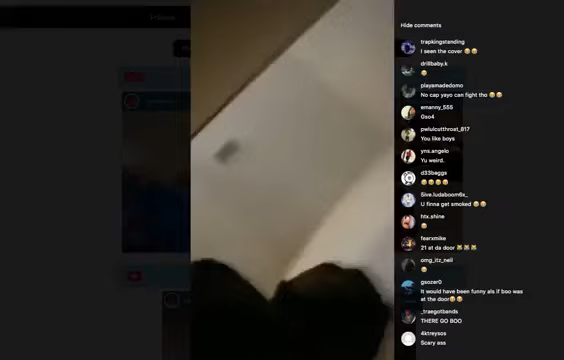 Hide comments
trapkingstanding
I seen the cover 😂😂
drillbaby.k
😂
playamadedomo
No cap yayo can fight tho 😂😂
emanny_555
Gso4
pwlulcutthroat_817
You like boys
yns.angelo
Yu weird.
d33baggs
😂😂😂😂
5ive.ludaboom6x_
U finna get smoked 😂😂
htx.shine
😂
fearxmike
21 at da door 😹😹😹
omg_itz_neil
😂
gsozer0
It would have been funny als if boo was
at the door😂😂
_traegotbands
THERE GO BOO
4ktreysos
Scary ass